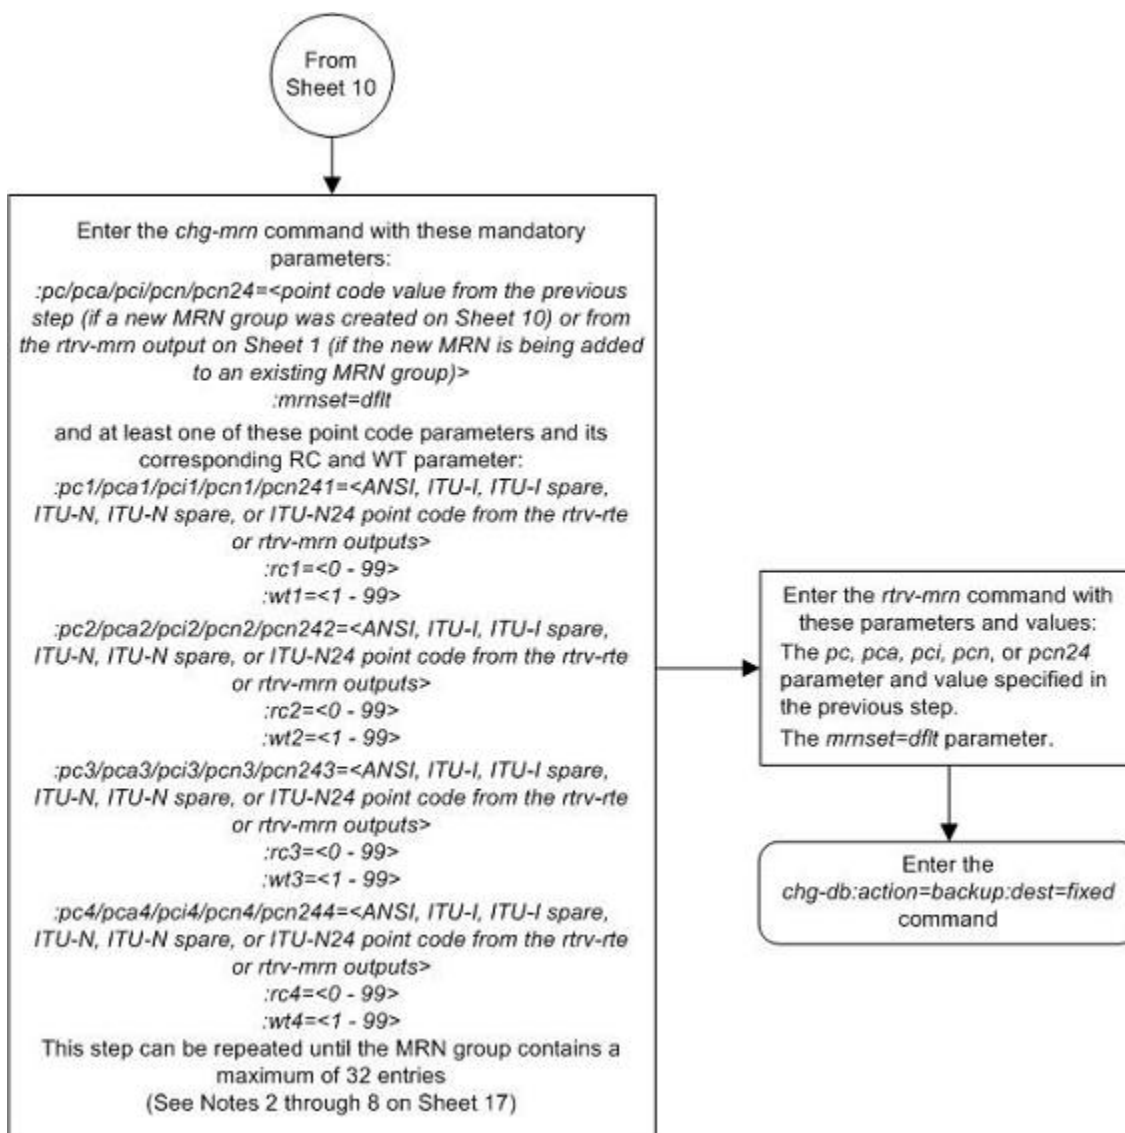 From
Sheet 10
Enter the chg-mrn command with these mandatory
parameters:
:pc/pca/pci/pcn/pcn24=<point code value from the previous
step (if a new MRN group was created on Sheet 10) or from
the rtrv-mrn output on Sheet 1 (if the new MRN is being added
to an existing MRN group)>
:mrnset=dflt
and at least one of these point code parameters and its
corresponding RC and WT parameter:
:pc1/pca1/pci1/pcn1/pcn241=<ANSI, ITU-I, ITU-I spare,
ITU-N, ITU-N spare, or ITU-N24 point code from the rtrv-rte
or rtrv-mrn outputs>
:rc1=<0 - 99>
:wt1=<1 - 99>
:pc2/pca2/pci2/pcn2/pcn242=<ANSI, ITU-I, ITU-I spare,
ITU-N, ITU-N spare, or ITU-N24 point code from the rtrv-rte
or rtrv-mrn outputs>
:rc2=<0 - 99>
:wt2=<1 - 99>
:pc3/pca3/pci3/pcn3/pcn243=<ANSI, ITU-I, ITU-I spare,
ITU-N, ITU-N spare, or ITU-N24 point code from the rtrv-rte
or rtrv-mrn outputs>
:rc3=<0 - 99>
:wt3=<1 - 99>
:pc4/pca4/pci4/pcn4/pcn244=<ANSI, ITU-I, ITU-I spare,
ITU-N, ITU-N spare, or ITU-N24 point code from the rtrv-rte
or rtrv-mrn outputs>
:rc4=<0 - 99>
:wt4=<1 - 99>
This step can be repeated until the MRN group contains a
maximum of 32 entries
(See Notes 2 through 8 on Sheet 17)
Enter the rtrv-mrn command with
these parameters and values:
The pc, pca, pci, pcn, or pcn24
parameter and value specified in
the previous step.
The mrnset=dflt parameter.
Enter the
chg-db:action=backup:dest=fixed
command